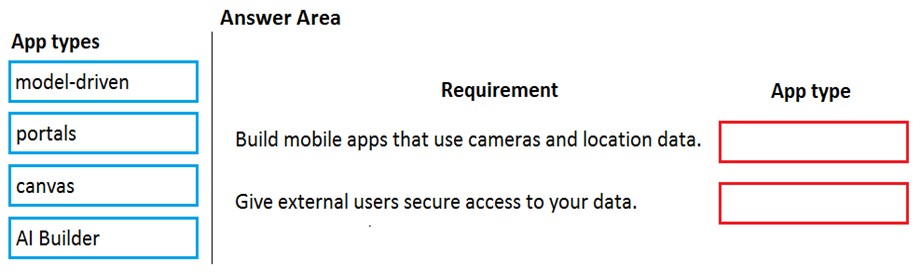 Answer Area
App types
model-driven
portals
canvas
AI Builder
Requirement
App type
Build mobile apps that use cameras and location data.
Give external users secure access to your data.